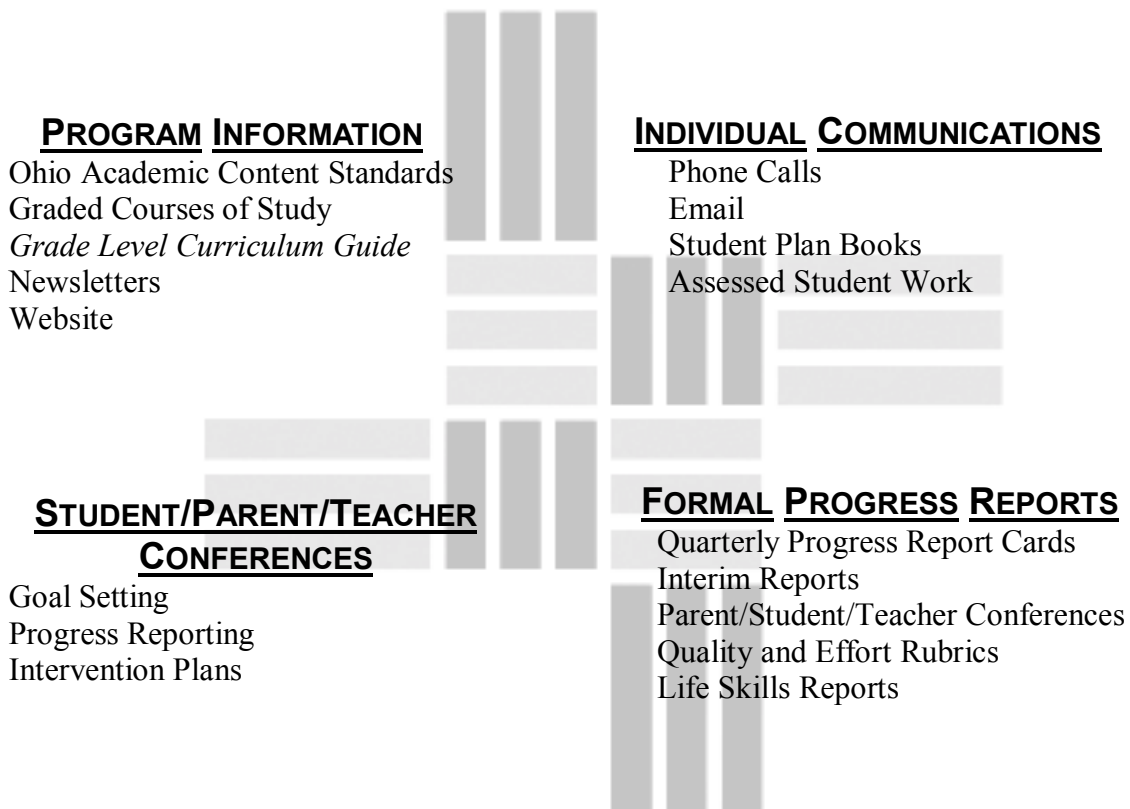 PROGRAM INFORMATION
Ohio Academic Content Standards
Graded Courses of Study
Grade Level Curriculum Guide
Newsletters
Website
INDIVIDUAL COMMUNICATIONS
Phone Calls
Email
Student Plan Books
Assessed Student Work
STUDENT/PARENT/TEACHER
CONFERENCES
Goal Setting
Progress Reporting
Intervention Plans
FORMAL PROGRESS REPORTS
Quarterly Progress Report Cards
Interim Reports
Parent/Student/Teacher Conferences
Quality and Effort Rubrics
Life Skills Reports